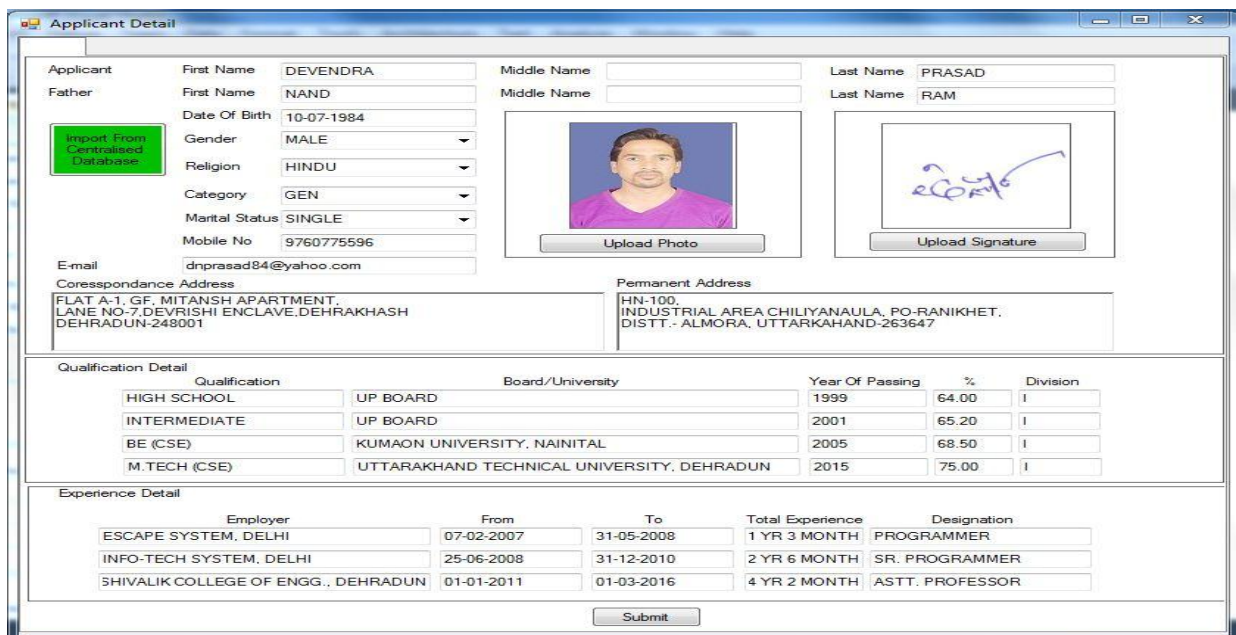 Applicant Detail
Applicant First Name DEVENDRA Middle Name Last Name PRASAD
Father First Name NAND Middle Name Last Name RAM
Date Of Birth 10-07-1984
Import From
Centralised
Database
Gender MALE
Religion HINDU
Category GEN
Marital Status SINGLE
Mobile No 9760775596
Upload Photo Upload Signature
E-mail dnprasad84@yahoo.com
Corespondance Address
FLAT A-1, GF, MITANSH APARTMENT,
LANE NO-7,DEVRISHI ENCLAVE,DEHRAKHASH
DEHRADUN-248001
Permanent Address
HN-100,
INDUSTRIAL AREA CHILIYANAULA, PO-RANIKHET,
DISTT.- ALMORA, UTTARKAHAND-263647
Qualification Detail
Qualification Board/University Year Of Passing % Division
HIGH SCHOOL UP BOARD 1999 64.00 I
INTERMEDIATE UP BOARD 2001 65.20 I
BE (CSE) KUMAON UNIVERSITY, NAINITAL 2005 68.50 I
M.TECH (CSE) UTTARAKHAND TECHNICAL UNIVERSITY, DEHRADUN 2015 75.00 I
Experience Detail
Employer From To Total Experience Designation
ESCAPE SYSTEM, DELHI 07-02-2007 31-05-2008 1 YR 3 MONTH PROGRAMMER
INFO-TECH SYSTEM, DELHI 25-06-2008 31-12-2010 2 YR 6 MONTH SR. PROGRAMMER
SHIVALIK COLLEGE OF ENGG., DEHRADUN 01-01-2011 01-03-2016 4 YR 2 MONTH ASTT. PROFESSOR
Submit